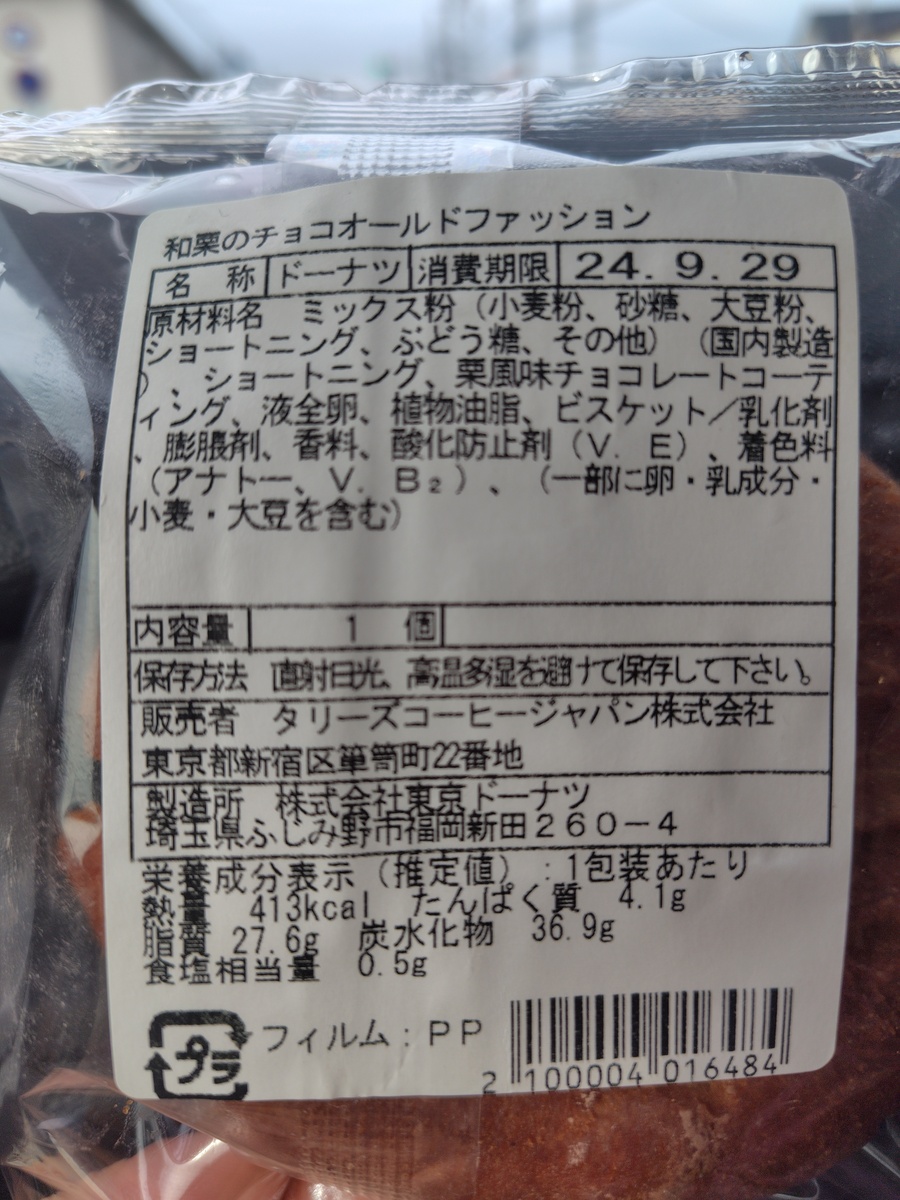 和栗のチョコオールドファッション
名 称 ドーナツ 消費期限 24. 9. 29
原材料名 ミックス粉（小麦粉、砂糖、大豆粉、
ショートニング、ぶどう糖、その他）（国内製造
）、ショートニング、栗風味チョコレートコーテ
ィング、液全卵、植物油脂、ビスケット／乳化剤
、膨脹剤、香料、酸化防止剤（V. E）、着色料
（アナトー、V. B₂）、（一部に卵・乳成分・
小麦・大豆を含む）
内容量 1 個
保存方法 直射日光、高温多湿を避けて保存して下さい。
販売者 タリーズコーヒージャパン株式会社
東京都新宿区箪笥町22番地
製造所 株式会社東京ドーナツ
埼玉県ふじみ野市福岡新田２６０－４
栄養成分表示（推定値）：1包装あたり
熱量 413kcal たんぱく質 4.1g
脂質 27.6g 炭水化物 36.9g
食塩相当量 0.5g
プラ フィルム：PP
2 100004 016484